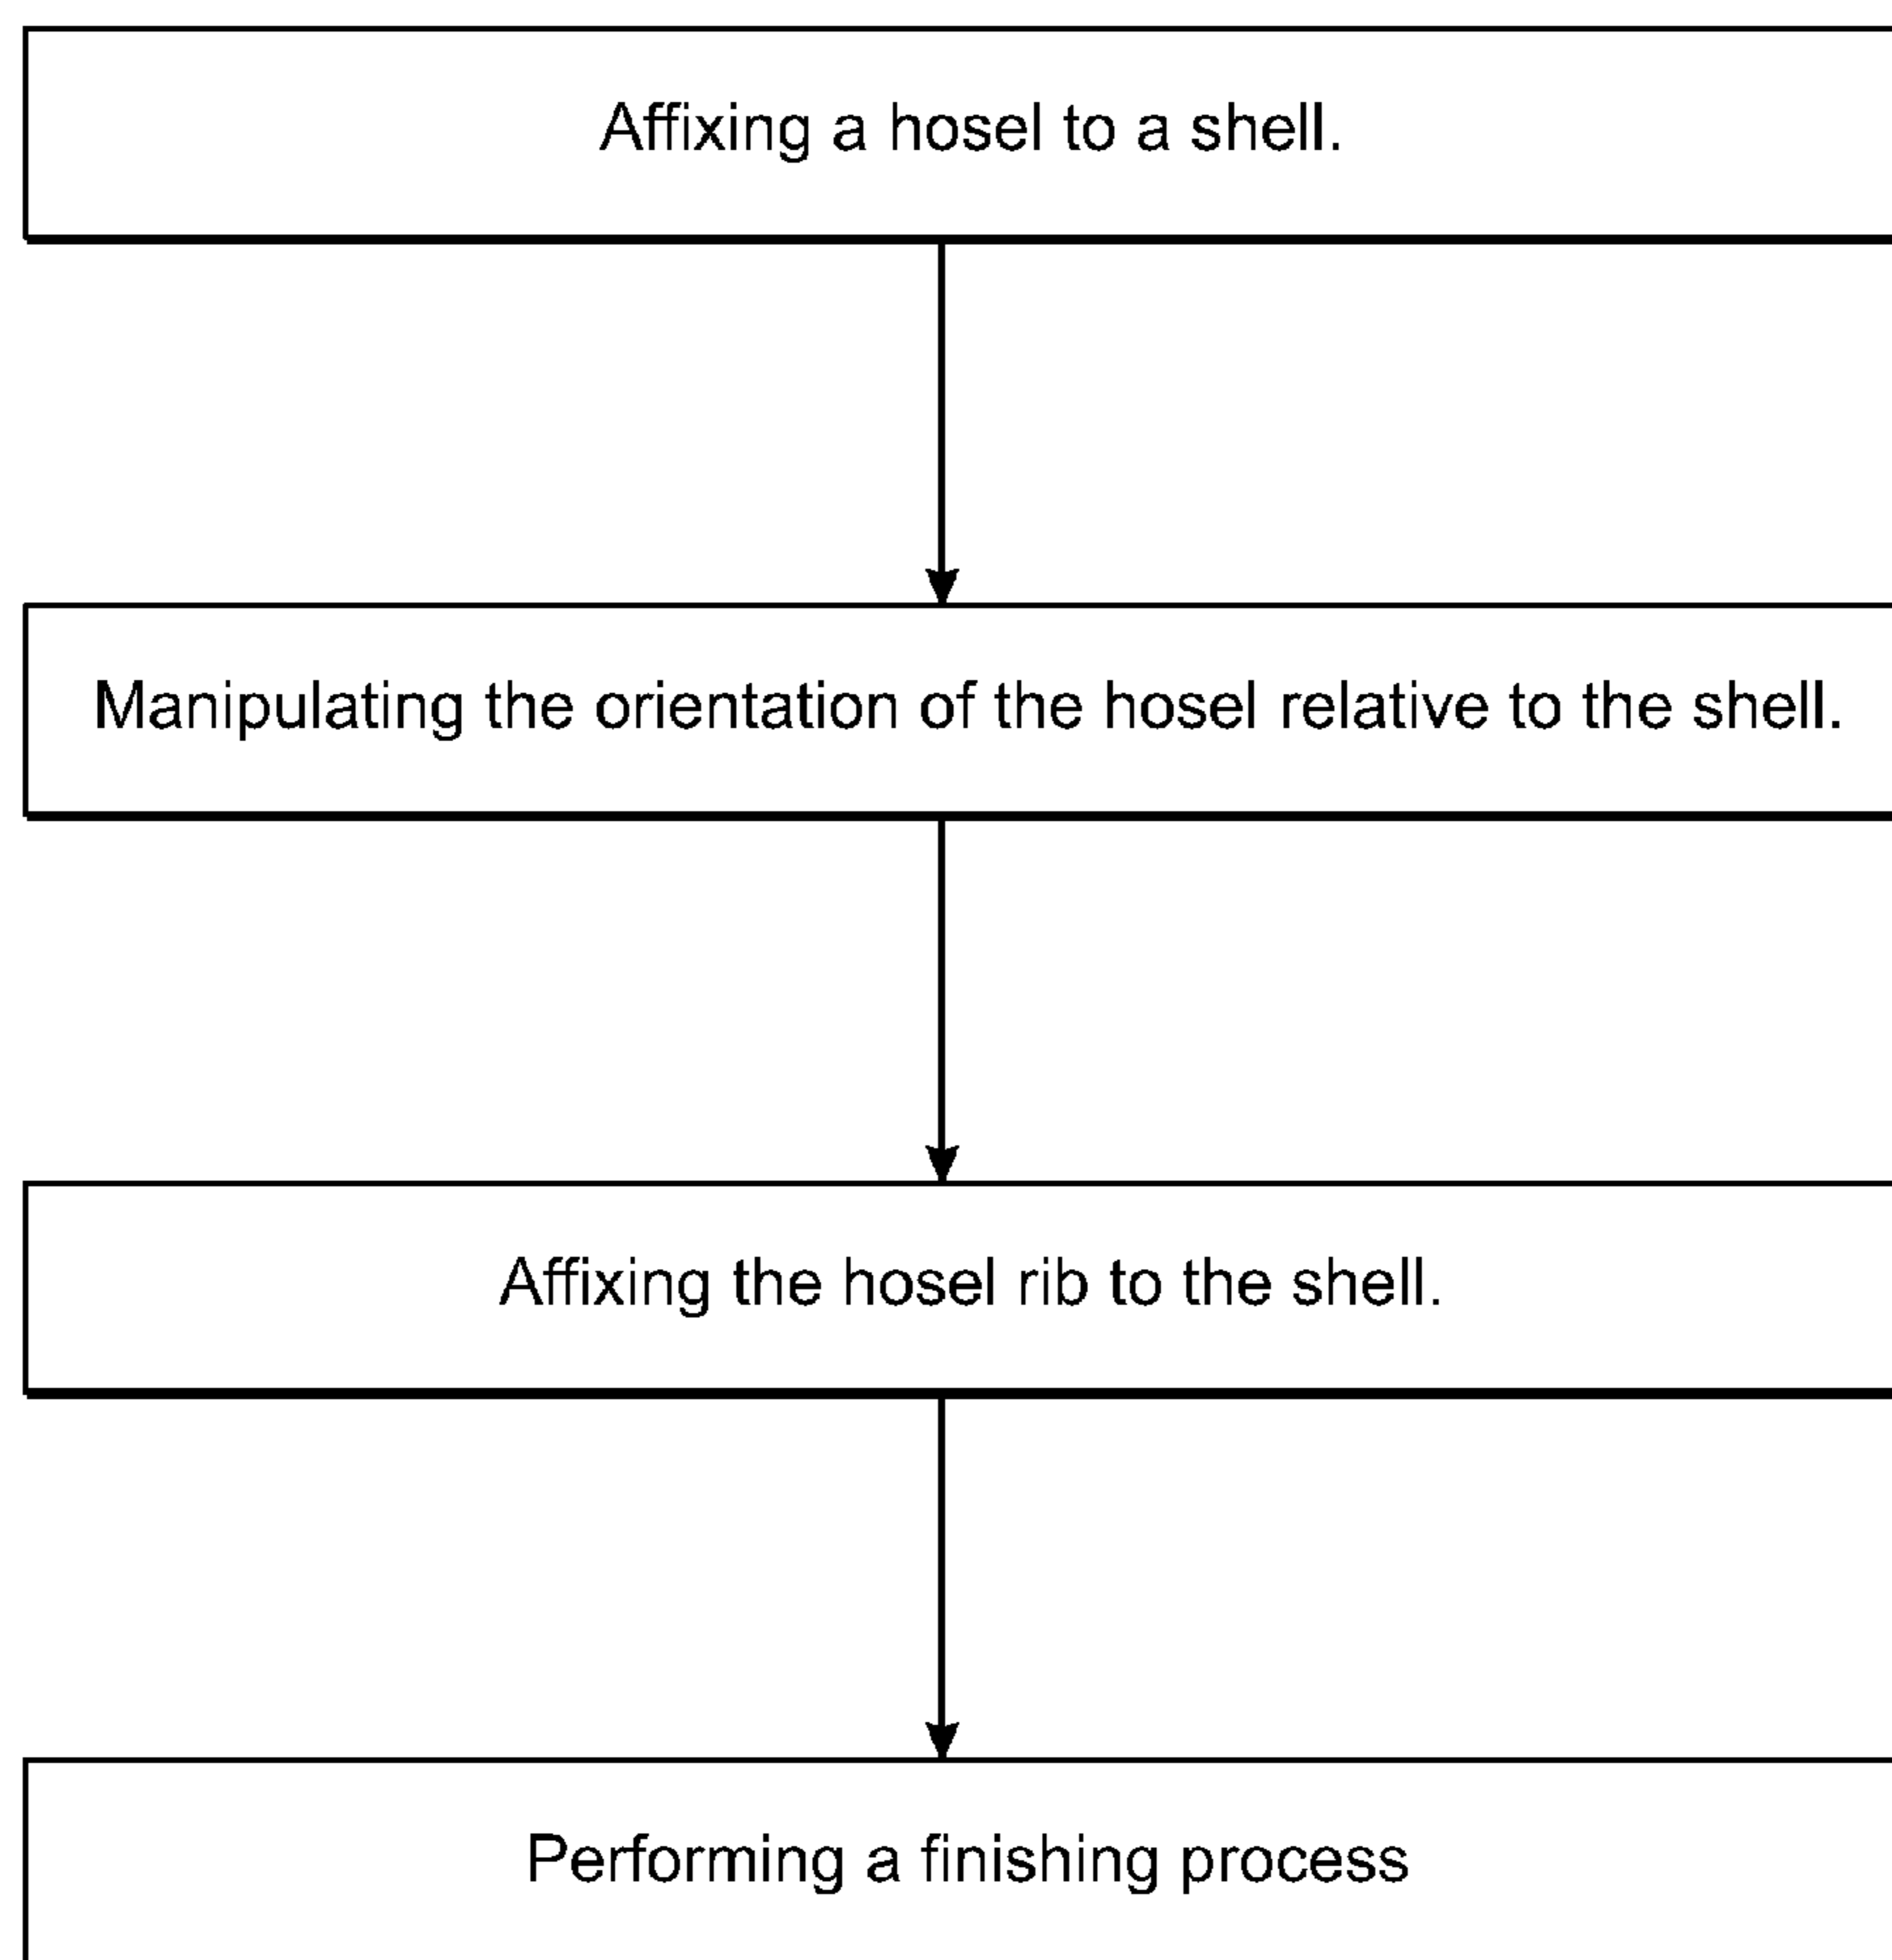 Affixing a hosel to a shell.
Manipulating the orientation of the hosel relative to the shell.
Affixing the hosel rib to the shell.
Performing a finishing process